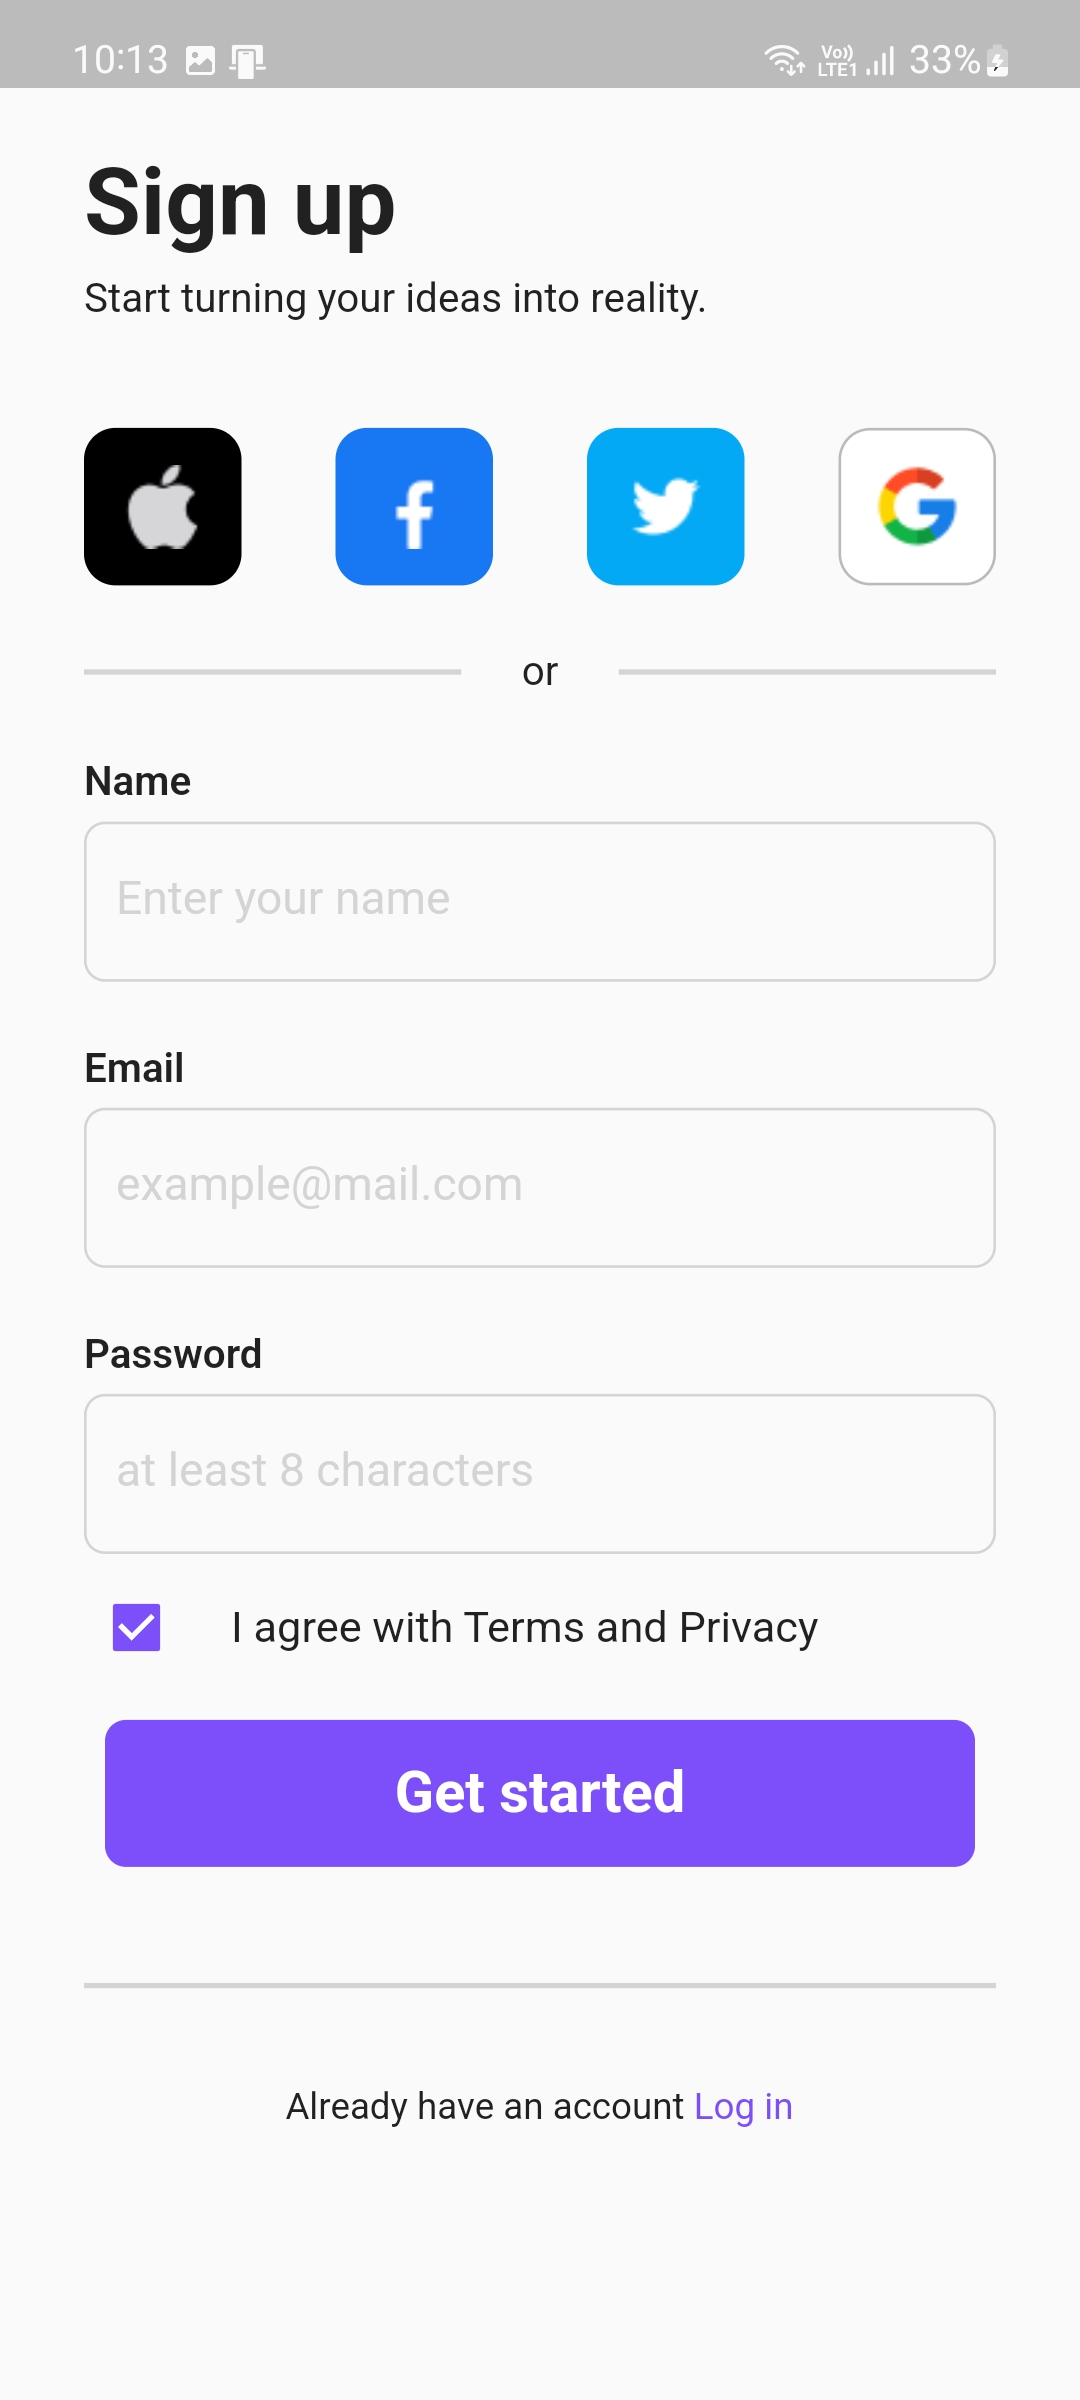 10:13 Vo)) LTE1 33%
Sign up
Start turning your ideas into reality.
or
Name
Enter your name
Email
example@mail.com
Password
at least 8 characters
I agree with Terms and Privacy
Get started
Already have an account Log in